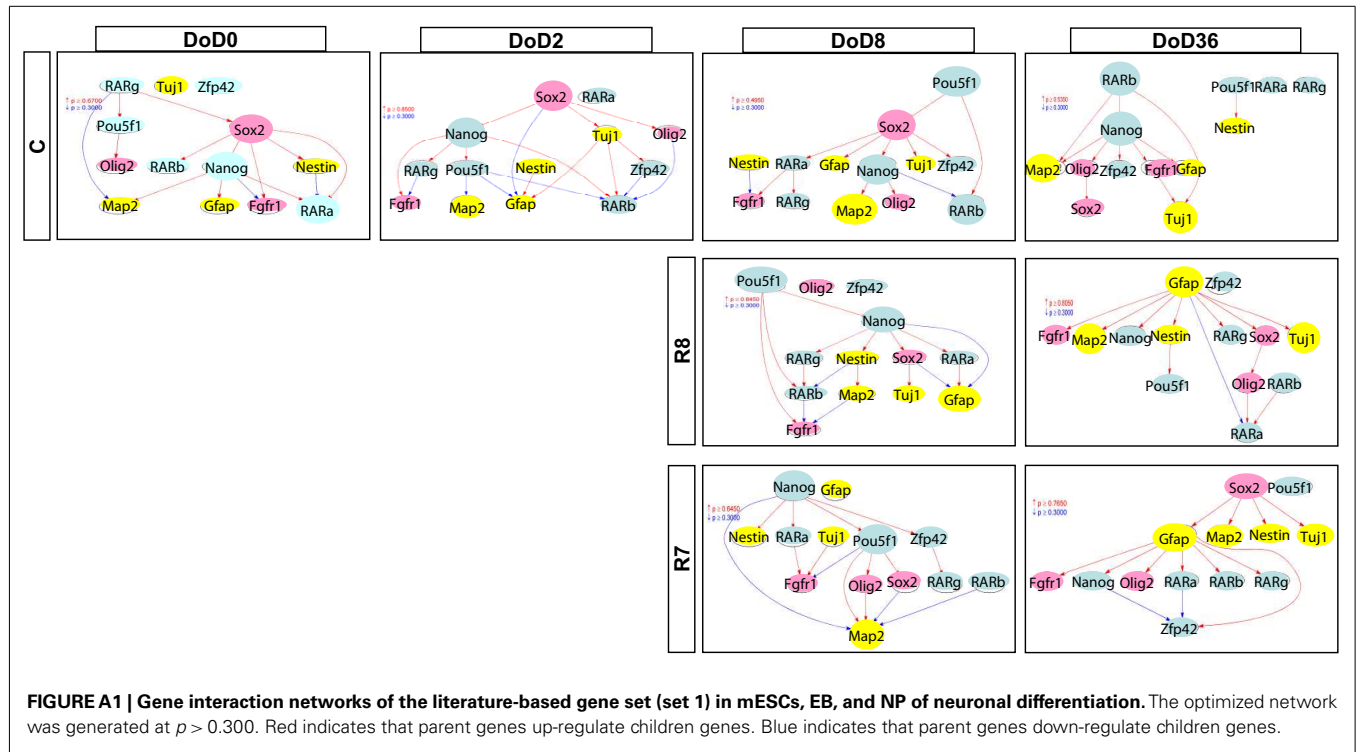 DoD0 DoD2 DoD8 DoD36
C
RARg Tuj1 Zfp42
↑ p ≥ 0.6700
↓ p ≥ 0.3000
Pou5f1 Sox2
Olig2 RARb Nanog Nestin
Map2 Gfap Fgfr1 RARa
Sox2 RARa
↑ p ≥ 0.6500
↓ p ≥ 0.3000
Nanog Tuj1 Olig2
RARg Pou5f1 Nestin Zfp42
Fgfr1 Map2 Gfap RARb
Pou5f1
↓ p ≥ 0.3000
Sox2
Nestin RARa Gfap Nanog Tuj1 Zfp42
Fgfr1 RARg Map2 Olig2 RARb
RARb Pou5f1 RARa RARg
↓ p ≥ 0.3000
Nanog Nestin
Map2 Olig2 Zfp42 Fgfr1 Gfap
Sox2 Tuj1
R8
Pou5f1 Olig2 Zfp42
↑ p ≥ 0.6450
↓ p ≥ 0.3000
Nanog
RARg Nestin Sox2 RARa
RARb Map2 Tuj1 Gfap
Fgfr1
Gfap Zfp42
↑ p ≥ 0.8050
↓ p ≥ 0.3000
Fgfr1 Map2 Nanog Nestin RARg Sox2 Tuj1
Pou5f1 Olig2 RARb
RARa
R7
Nanog Gfap
↑ p ≥ 0.6450
↓ p ≥ 0.3000
Nestin RARa Tuj1 Pou5f1 Zfp42
Fgfr1 Olig2 Sox2 RARg RARb
Map2
Sox2 Pou5f1
↑ p ≥ 0.7650
↓ p ≥ 0.3000
Gfap Map2 Nestin Tuj1
Fgfr1 Nanog Olig2 RARa RARb RARg
Zfp42
FIGURE A1 | Gene interaction networks of the literature-based gene set (set 1) in mESCs, EB, and NP of neuronal differentiation. The optimized network
was generated at p > 0.300. Red indicates that parent genes up-regulate children genes. Blue indicates that parent genes down-regulate children genes.